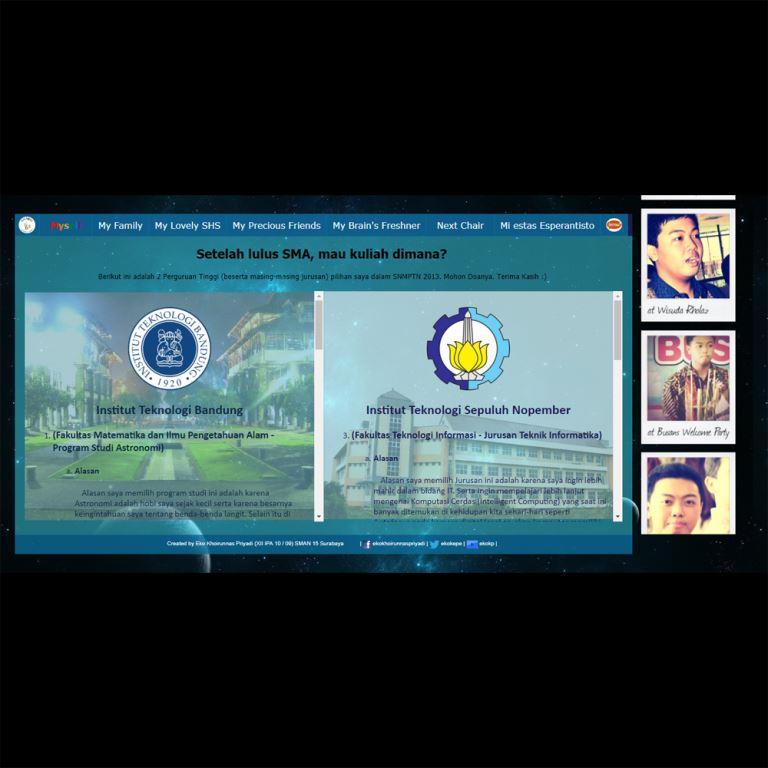 Myself My Family My Lovely SHS My Precious Friends My Brain's Freshner Next Chair Mi estas Esperantisto
Setelah lulus SMA, mau kuliah dimana?
Berikut ini adalah 2 Perguruan Tinggi (beserta masing-masing jurusan) pilihan saya dalam SNMPTN 2013. Mohon Doanya. Terima Kasih :)
INSTITUT TEKNOLOGI BANDUNG
1920
Institut Teknologi Bandung
1. (Fakultas Matematika dan Ilmu Pengetahuan Alam -
Program Studi Astronomi)
a. Alasan
Alasan saya memilih program studi ini adalah karena
Astronomi adalah hobi saya sejak kecil serta karena besarnya
keingintahuan saya tentang benda-benda langit. Selain itu di
Institut Teknologi Sepuluh Nopember
3. (Fakultas Teknologi Informasi - Jurusan Teknik Informatika)
a. Alasan
Alasan saya memilih Jurusan ini adalah karena saya ingin lebih
mahir dalam bidang IT. Serta ingin mempelajari lebih lanjut
mengenai Komputasi Cerdas (Intelligent Computing) yang saat ini
banyak ditemukan di kehidupan kita sehari-hari seperti
at Wisuda Rholaz
at Busans Welcome Party
Created by Eko Khoirunnas Priyadi (XII IPA 10 / 09) SMAN 15 Surabaya | ekokhoirunnaspriyadi | ekokepe | ekokp |